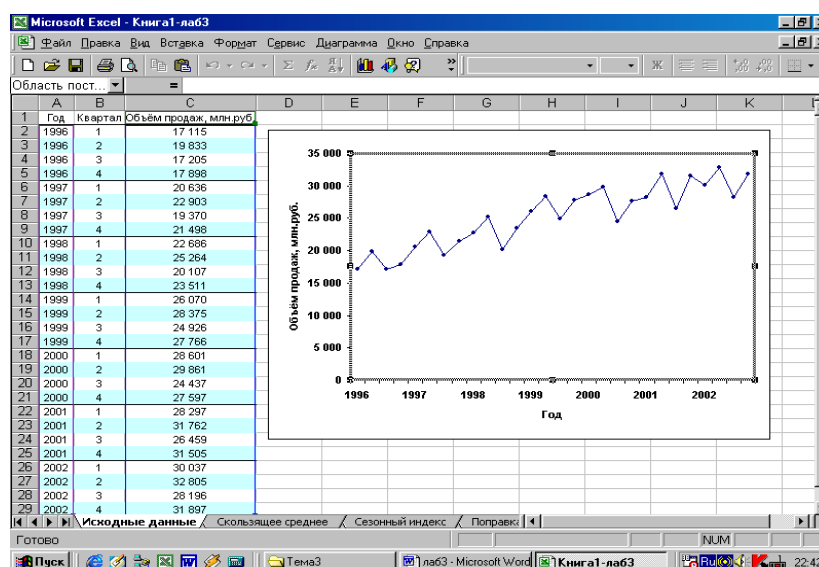 Microsoft Excel - Книга1-лаб3
Файл Правка Вид Вставка Формат Сервис Диаграмма Окно Справка
Область пост... =
A B C D E F G H I J K
1 Год Квартал Объём продаж, млн.руб.
2 1996 1 17 115
3 1996 2 19 833
4 1996 3 17 205
5 1996 4 17 898
6 1997 1 20 636
7 1997 2 22 903
8 1997 3 19 370
9 1997 4 21 498
10 1998 1 22 686
11 1998 2 25 264
12 1998 3 20 107
13 1998 4 23 511
14 1999 1 26 070
15 1999 2 28 375
16 1999 3 24 926
17 1999 4 27 766
18 2000 1 28 601
19 2000 2 29 861
20 2000 3 24 437
21 2000 4 27 597
22 2001 1 28 297
23 2001 2 31 762
24 2001 3 26 459
25 2001 4 31 505
26 2002 1 30 037
27 2002 2 32 805
28 2002 3 28 196
29 2002 4 31 897
Объём продаж, млн.руб.
35 000
30 000
25 000
20 000
15 000
10 000
5 000
0
1996 1997 1998 1999 2000 2001 2002
Год
Исходные данные Скользящее среднее Сезонный индекс Поправка
Готово NUM
Пуск Тема3 лаб3 - Microsoft Word Книга1-лаб3 Ru 22:42